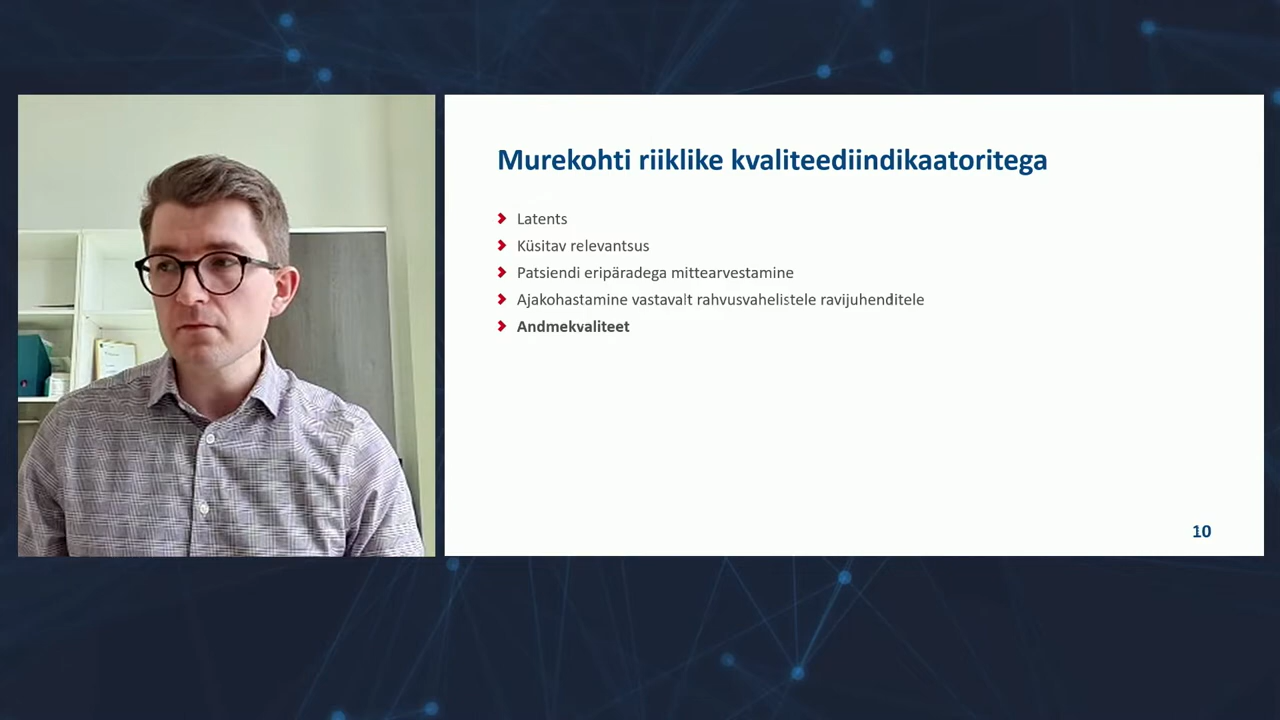 Murekohti riiklike kvaliteediindikaatoritega
Latents
Küsitav relevantsus
Patsiendi eripäradega mittearvestamine
Ajakohastamine vastavalt rahvusvahelistele ravijuhenditele
Andmekvaliteet
10